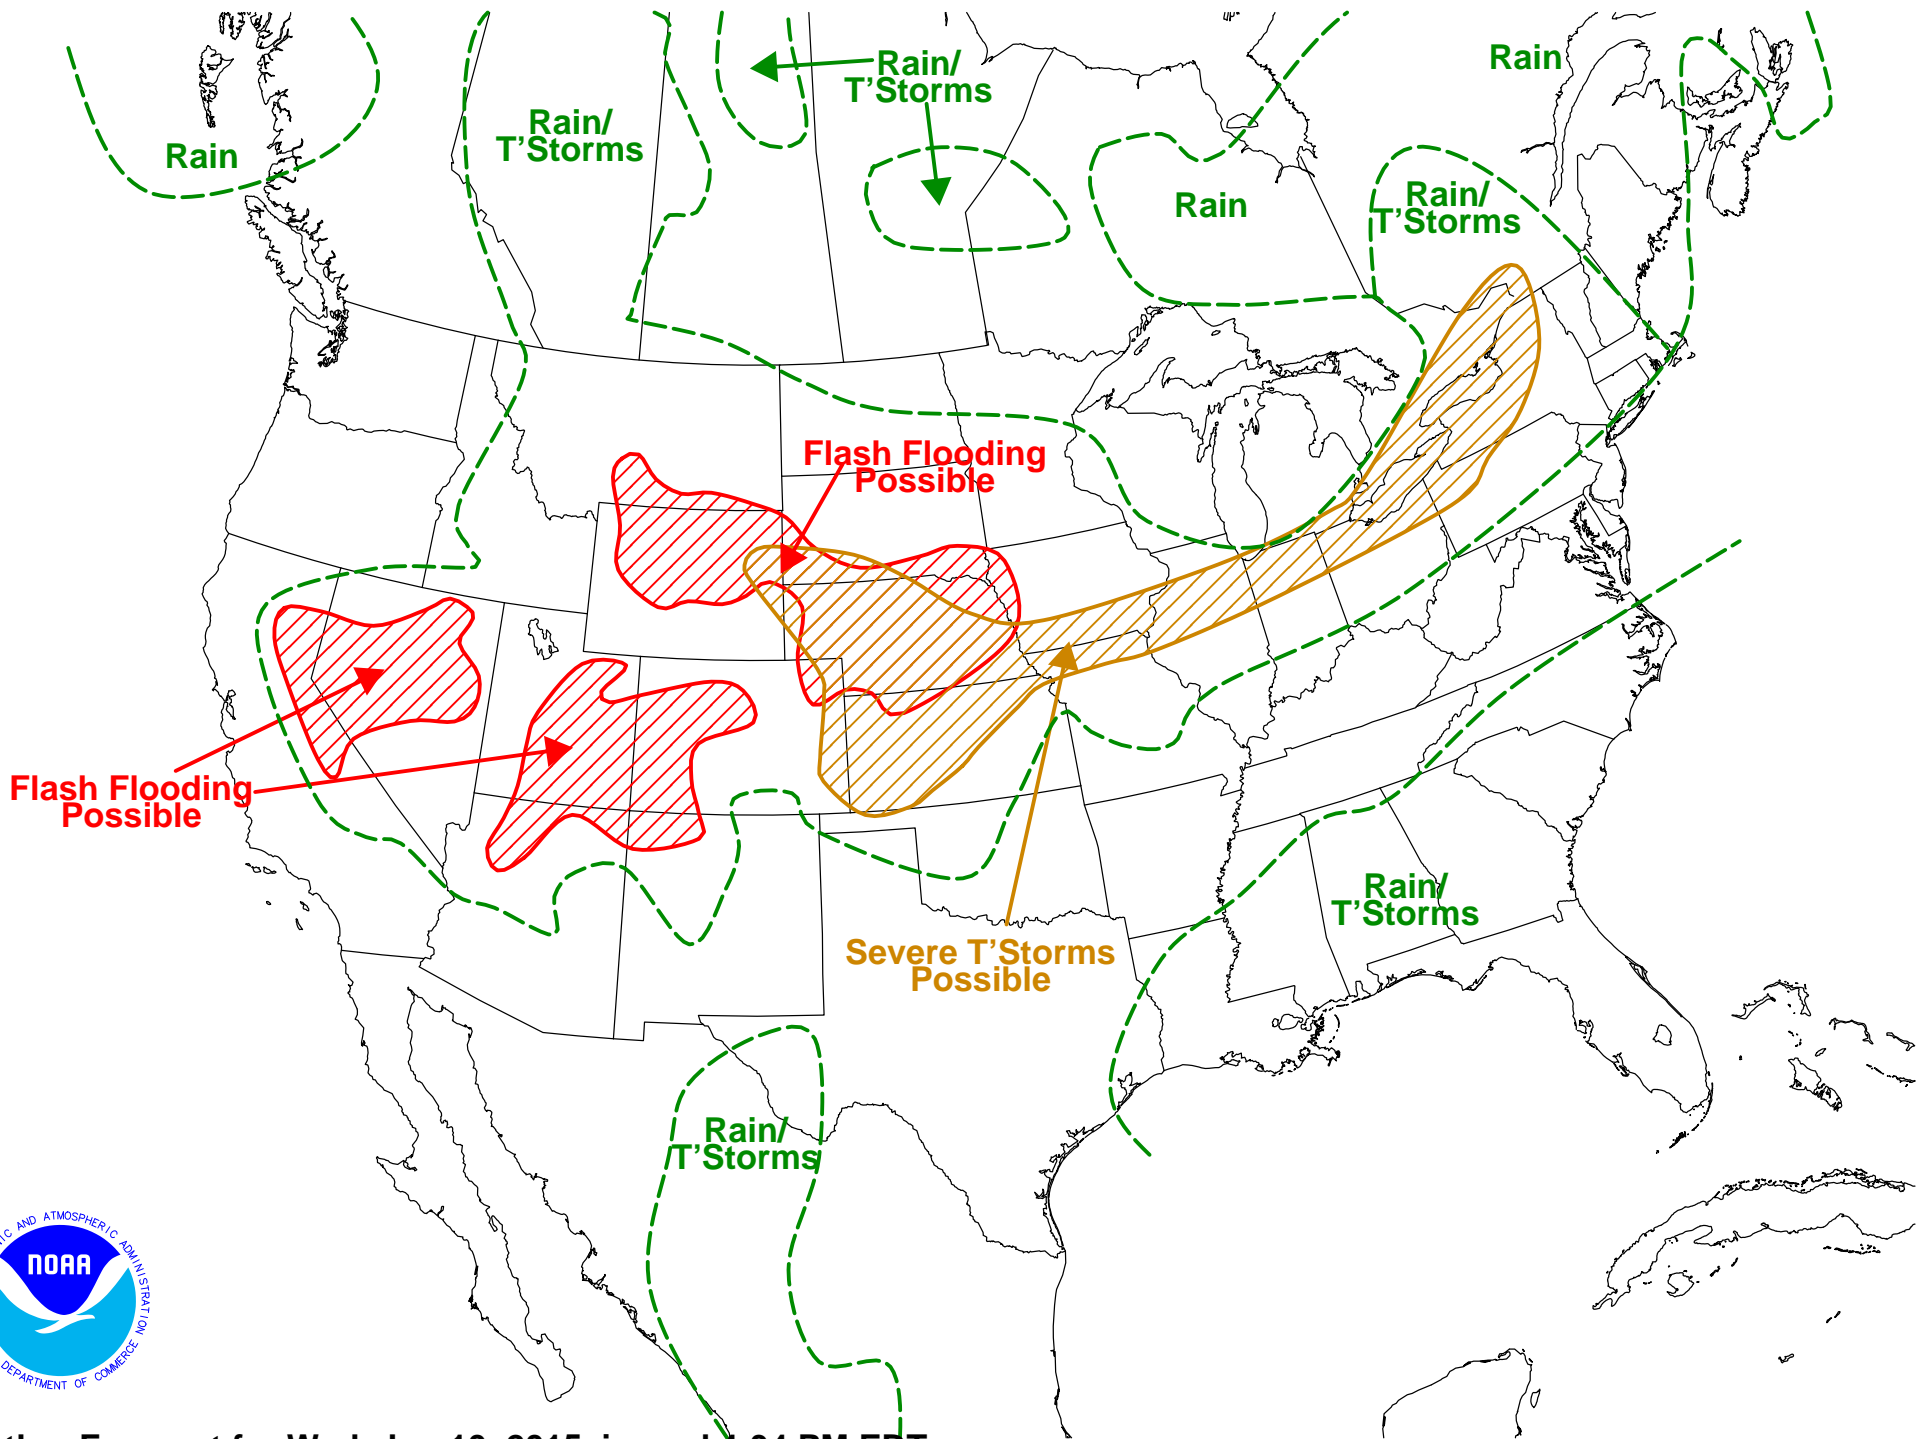 Rain
Rain/
T'Storms
Rain/
T'Storms
Rain
Rain/
T'Storms
Rain
Flash Flooding
Possible
Flash Flooding
Possible
Severe T'Storms
Possible
Rain/
T'Storms
Rain/
T'Storms
AND ATMOSPHERIC ADMINISTRATION
NOAA
DEPARTMENT OF COMMERCE